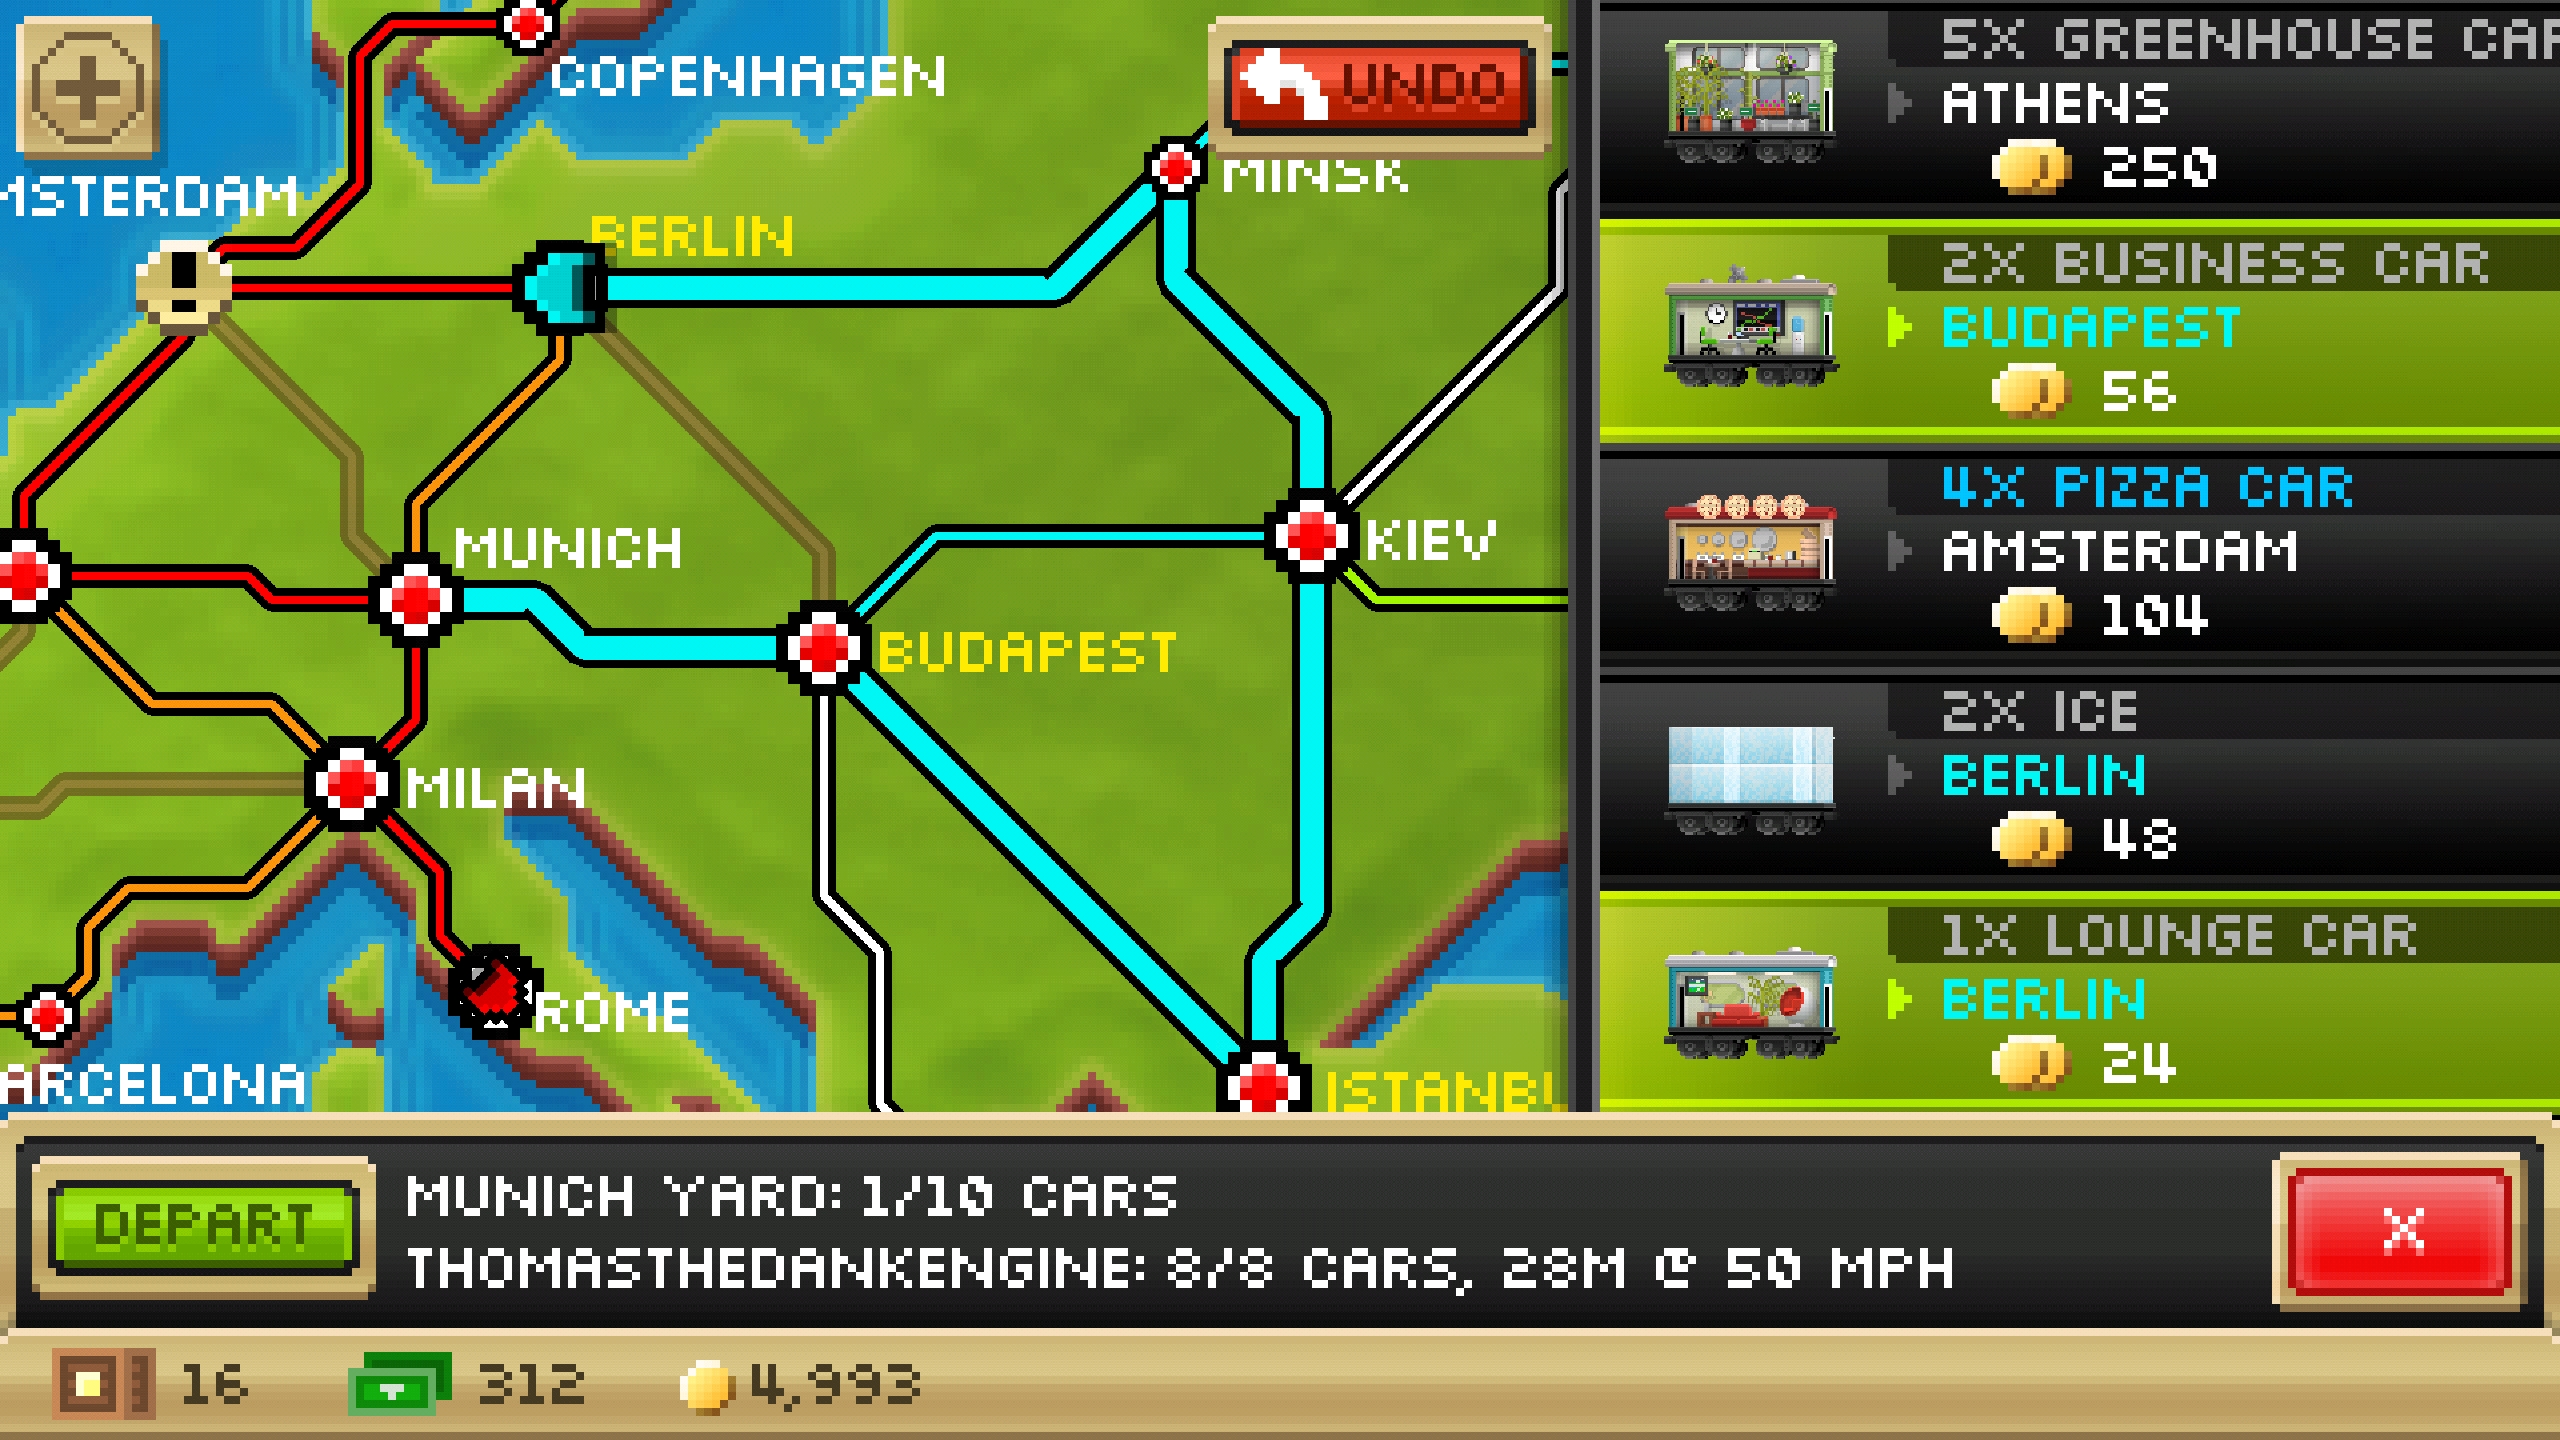 COPENHAGEN
UNDO
MSTERDAM
MINSK
BERLIN
MUNICH
KIEV
BUDAPEST
MILAN
ROME
ARCELONA
ISTANBU
5X GREENHOUSE CAR
ATHENS
250
2X BUSINESS CAR
BUDAPEST
56
4X PIZZA CAR
AMSTERDAM
104
2X ICE
BERLIN
48
1X LOUNGE CAR
BERLIN
24
DEPART
MUNICH YARD: 1/10 CARS
THOMASTHEDANKENGINE: 8/8 CARS, 28M @ 50 MPH
X
16 312 4,993